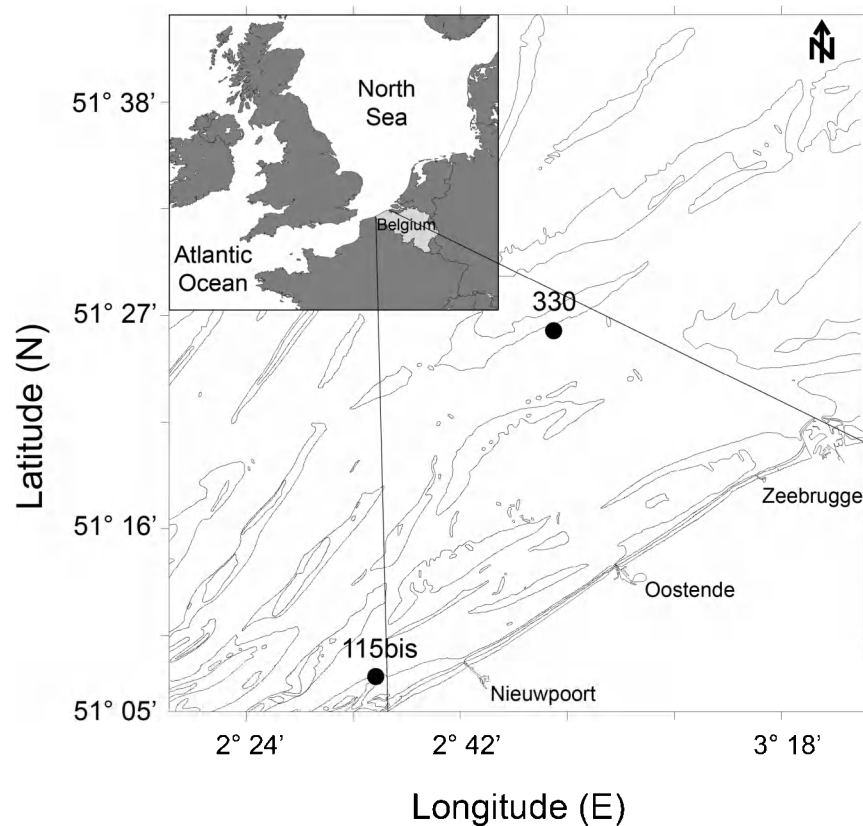 N
North
Sea
51° 38'
Belgium
Atlantic
Ocean
51° 27'
330
Latitude (N)
Zeebrugge
51° 16'
Oostende
115bis
Nieuwpoort
51° 05'
2° 24'
2° 42'
3° 18'
Longitude (E)